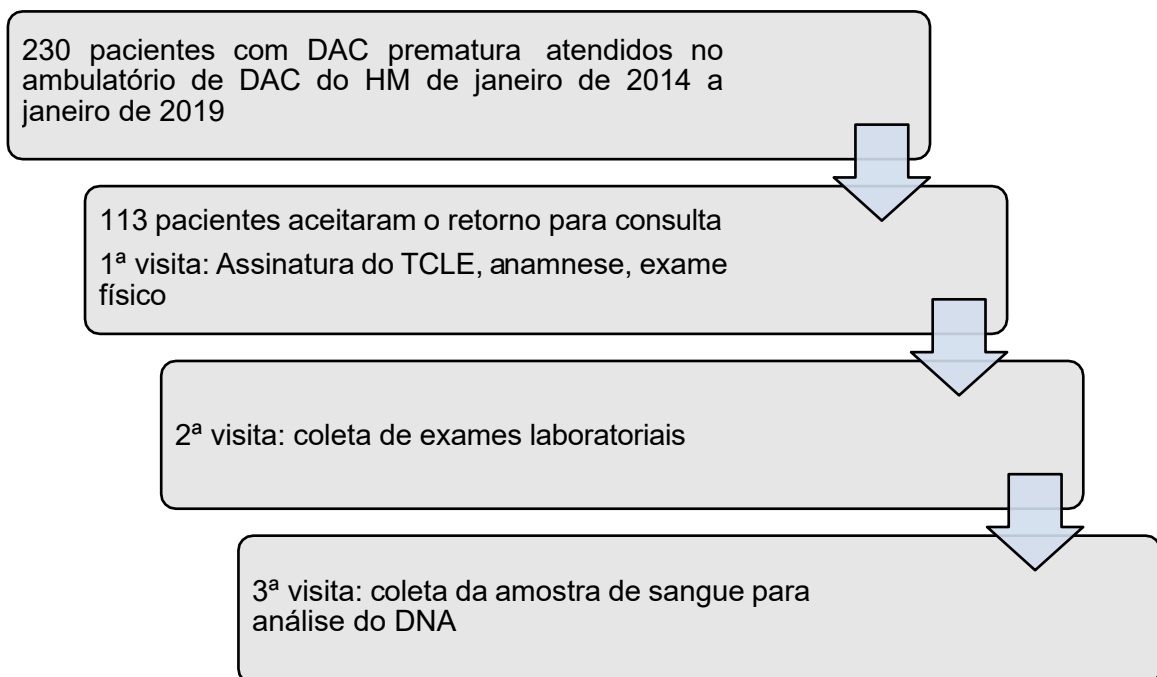 230 pacientes com DAC prematura atendidos no
ambulatório de DAC do HM de janeiro de 2014 a
janeiro de 2019
113 pacientes aceitaram o retorno para consulta
1ª visita: Assinatura do TCLE, anamnese, exame
físico
2ª visita: coleta de exames laboratoriais
3ª visita: coleta da amostra de sangue para
análise do DNA